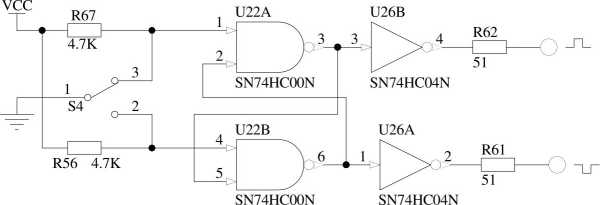 VCC
R67
4.7K
U22A
1
2
3
SN74HC00N
U26B
3
4
SN74HC04N
R62
51
1
S4
3
2
R56
4.7K
U22B
4
5
6
SN74HC00N
U26A
1
2
SN74HC04N
R61
51